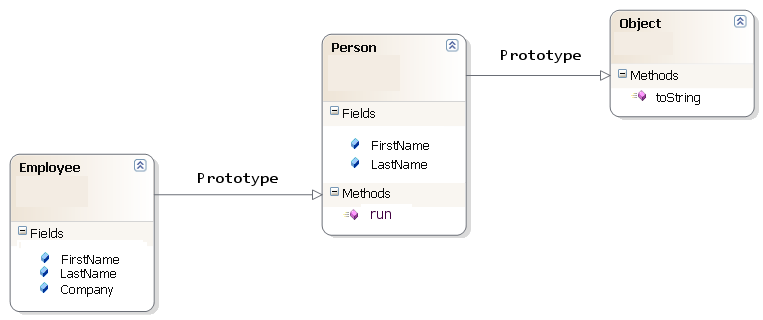 Employee
Fields
FirstName
LastName
Company
Prototype
Person
Fields
FirstName
LastName
Methods
run
Prototype
Object
Methods
toString